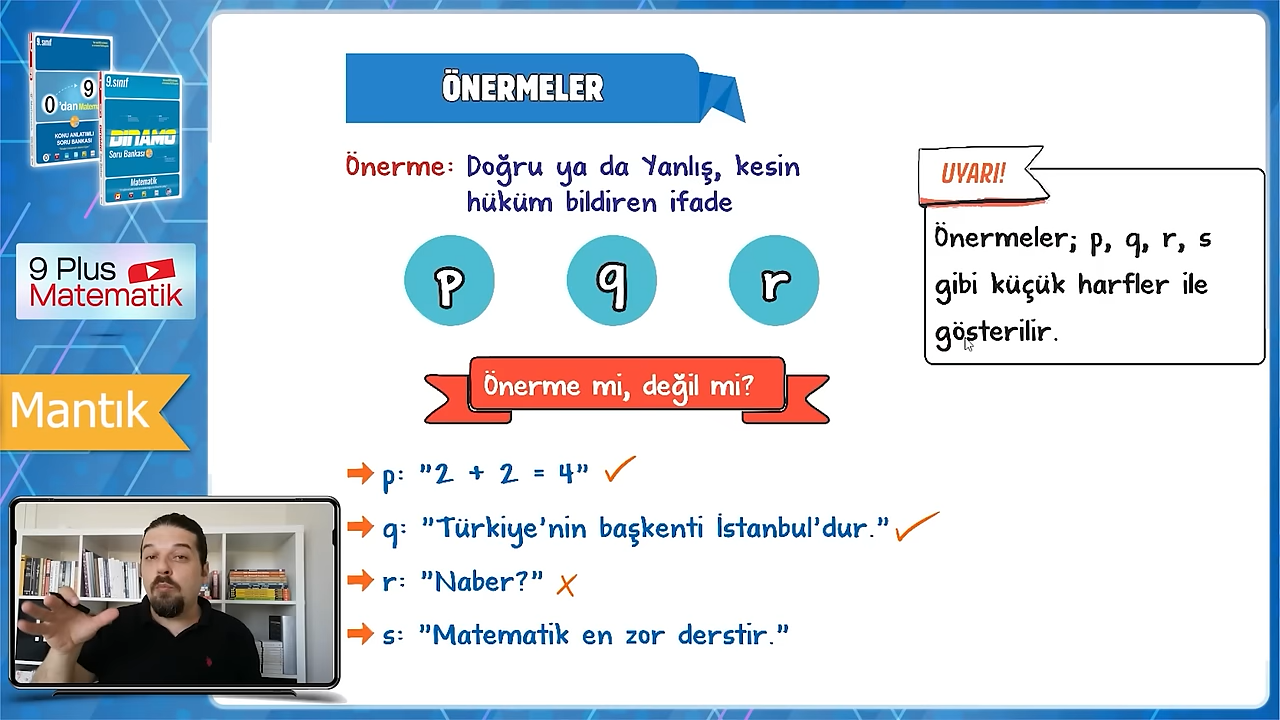 ÖNERMELER
Önerme: Doğru ya da Yanlış, kesin
hüküm bildiren ifade
p q r
UYARI!
Önermeler; p, q, r, s
gibi küçük harfler ile
gösterilir.
Önerme mi, değil mi?
p: "2 + 2 = 4"
q: "Türkiye'nin başkenti İstanbul'dur."
r: "Naber?"
s: "Matematik en zor derstir."
9.sınıf
0'dan 9
KONU ANLATIMLI
SORU BANKASI
9.sınıf
DINAMO
Soru Bankası
Matematik
9 Plus
Matematik
Mantık